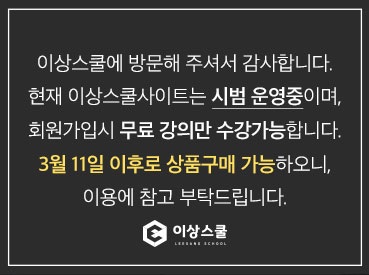 이상스쿨에 방문해 주셔서 감사합니다.
현재 이상스쿨사이트는 시범 운영중이며,
회원가입시 무료 강의만 수강가능합니다.
3월 11일 이후로 상품구매 가능하오니,
이용에 참고 부탁드립니다.
이상스쿨
LEESANG SCHOOL